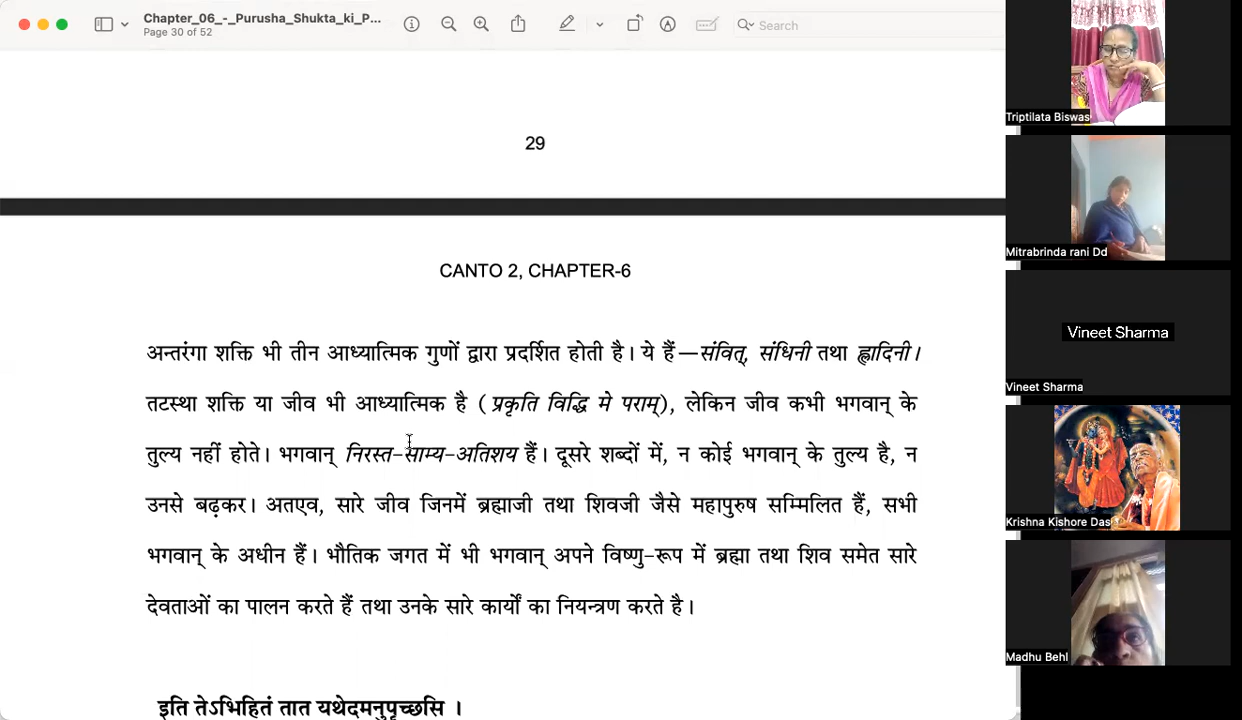 Chapter_06_-_Purusha_Shukta_ki_P...
Page 30 of 52
Search
29
CANTO 2, CHAPTER-6
अन्तरंगा शक्ति भी तीन आध्यात्मिक गुणों द्वारा प्रदर्शित होती है। ये हैं—संवित्, संधिनी तथा ह्लादिनी।
तटस्था शक्ति या जीव भी आध्यात्मिक है (प्रकृति विद्धि मे पराम्), लेकिन जीव कभी भगवान् के
तुल्य नहीं होते। भगवान् निरस्त-साम्य-अतिशय हैं। दूसरे शब्दों में, न कोई भगवान् के तुल्य है, न
उनसे बढ़कर। अतएव, सारे जीव जिनमें ब्रह्माजी तथा शिवजी जैसे महापुरुष सम्मिलित हैं, सभी
भगवान् के अधीन हैं। भौतिक जगत में भी भगवान् अपने विष्णु-रूप में ब्रह्मा तथा शिव समेत सारे
देवताओं का पालन करते हैं तथा उनके सारे कार्यों का नियन्त्रण करते है।
इति तेऽभिहितं तात यथेदमनुपृच्छसि ।
Triptilata Biswas
Mitrabrinda rani Dd
Vineet Sharma
Vineet Sharma
Krishna Kishore Das
Madhu Behl